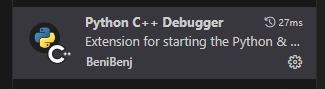 Python C++ Debugger 27ms
Extension for starting the Python & ...
BeniBenj
C++